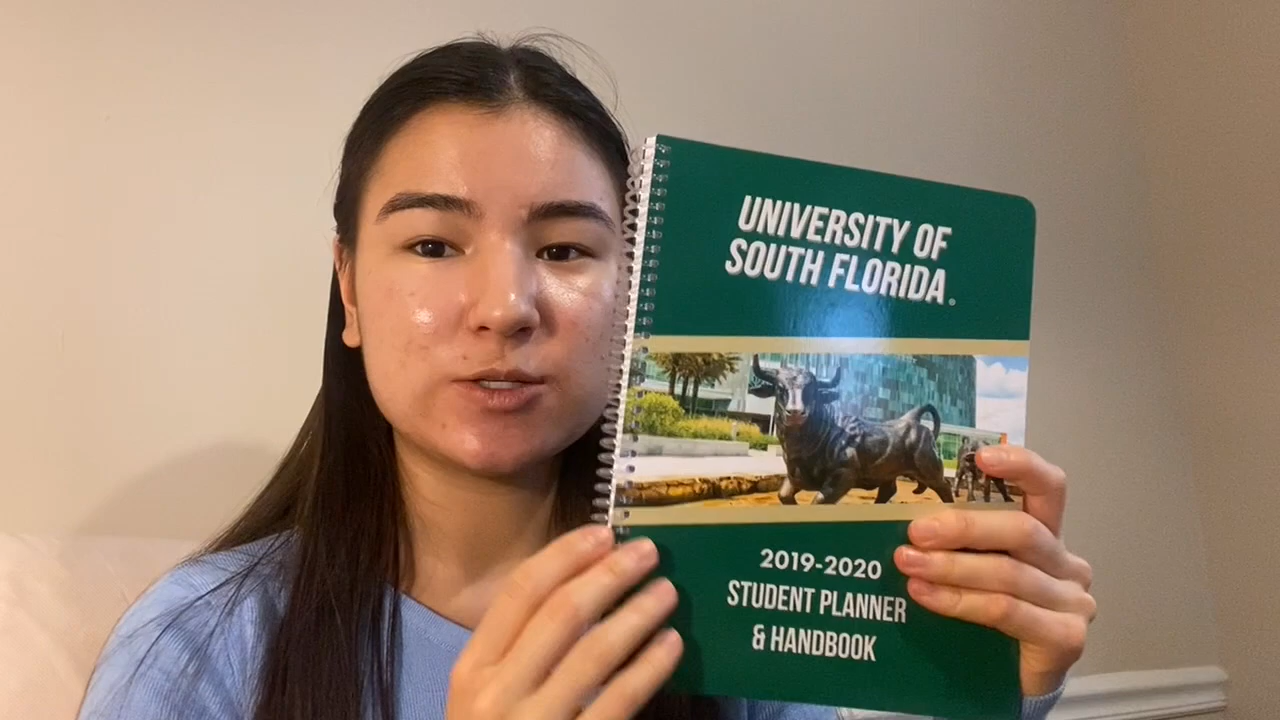 UNIVERSITY OF
SOUTH FLORIDA®
2019-2020
STUDENT PLANNER
& HANDBOOK